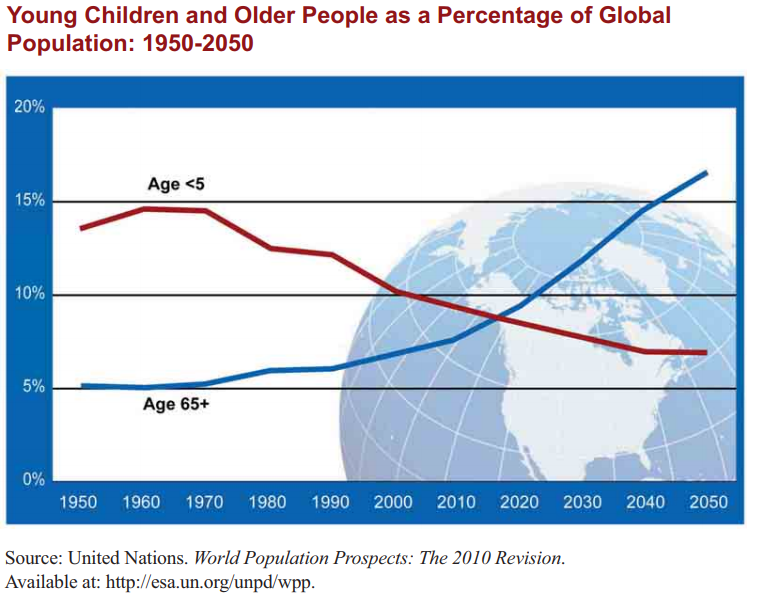 Young Children and Older People as a Percentage of Global
Population: 1950-2050
20%
Age <5
15%
10%
5%
Age 65+
0%
1950 1960 1970 1980 1990 2000 2010 2020 2030 2040 2050
Source: United Nations. World Population Prospects: The 2010 Revision.
Available at: http://esa.un.org/unpd/wpp.